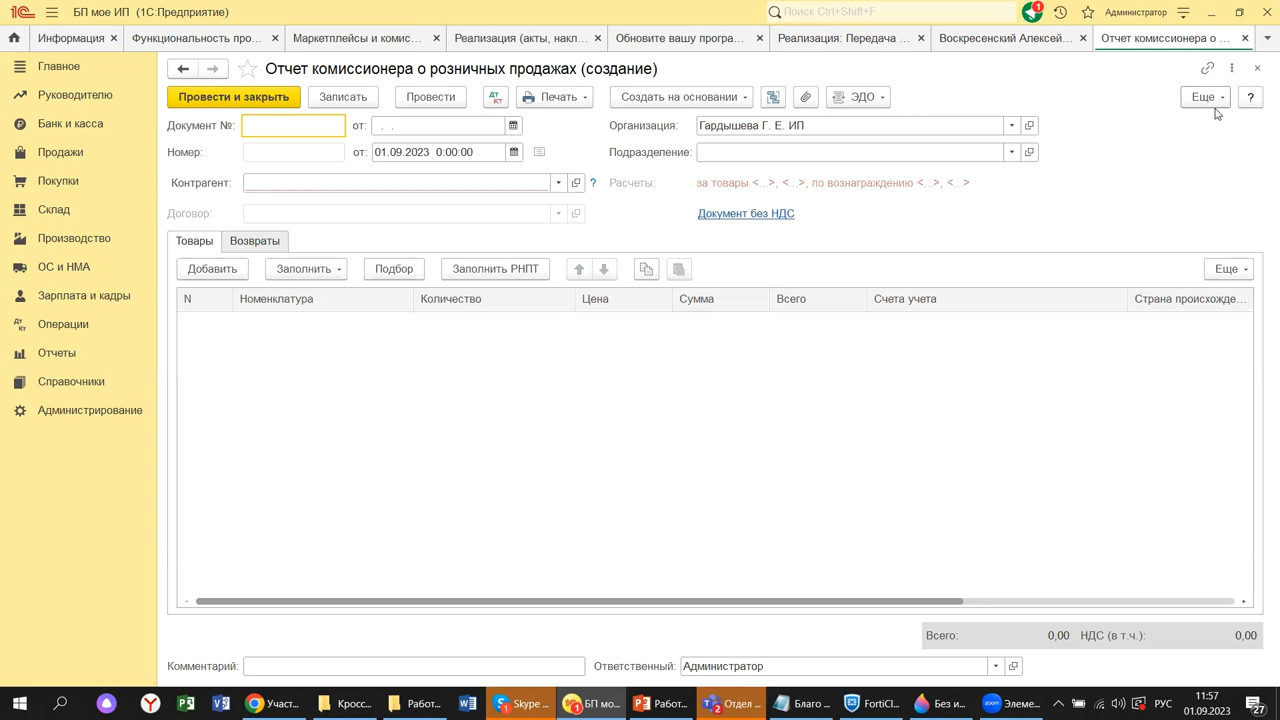 БП мое ИП (1С:Предприятие)
Поиск Ctrl+Shift+F
1
Администратор
Информация
Функциональность про...
Маркетплейсы и комисс...
Реализация (акты, накл...
Обновите вашу програм...
Реализация: Передача ...
Воскресенский Алексей...
Отчет комиссионера о ...
Главное
Руководителю
Банк и касса
Продажи
Покупки
Склад
Производство
ОС и НМА
Зарплата и кадры
Операции
Отчеты
Справочники
Администрирование
Отчет комиссионера о розничных продажах (создание)
Провести и закрыть
Записать
Провести
Дт Кт
Печать
Создать на основании
ЭДО
Еще
?
Документ №:
от: . .
Организация: Гардышева Г. Е. ИП
Номер:
от: 01.09.2023 0:00:00
Подразделение:
Контрагент:
?
Расчеты: за товары <...>, <...>, по вознаграждению <...>, <...>
Договор:
Документ без НДС
Товары
Возвраты
Добавить
Заполнить
Подбор
Заполнить РНПТ
Еще
N Номенклатура Количество Цена Сумма Всего Счета учета Страна происхожде...
Всего: 0,00 НДС (в т.ч.): 0,00
Комментарий:
Ответственный: Администратор
Участ...
Кросс...
Работ...
Skype ...
БП мо...
Работ...
Отдел ...
Благо ...
FortiCl...
Без и...
Элеме...
РУС
11:57
01.09.2023
27